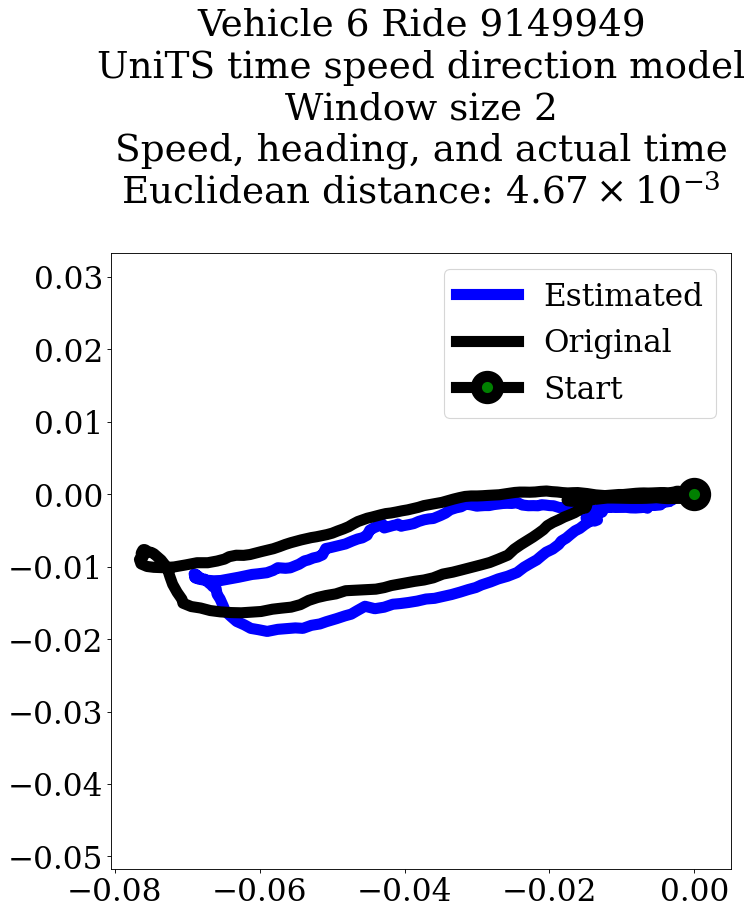 Vehicle 6 Ride 9149949
UniTS time speed direction model
Window size 2
Speed, heading, and actual time
Euclidean distance: 4.67 × 10⁻³
Estimated
Original
Start
0.03
0.02
0.01
0.00
−0.01
−0.02
−0.03
−0.04
−0.05
−0.08 −0.06 −0.04 −0.02 0.00